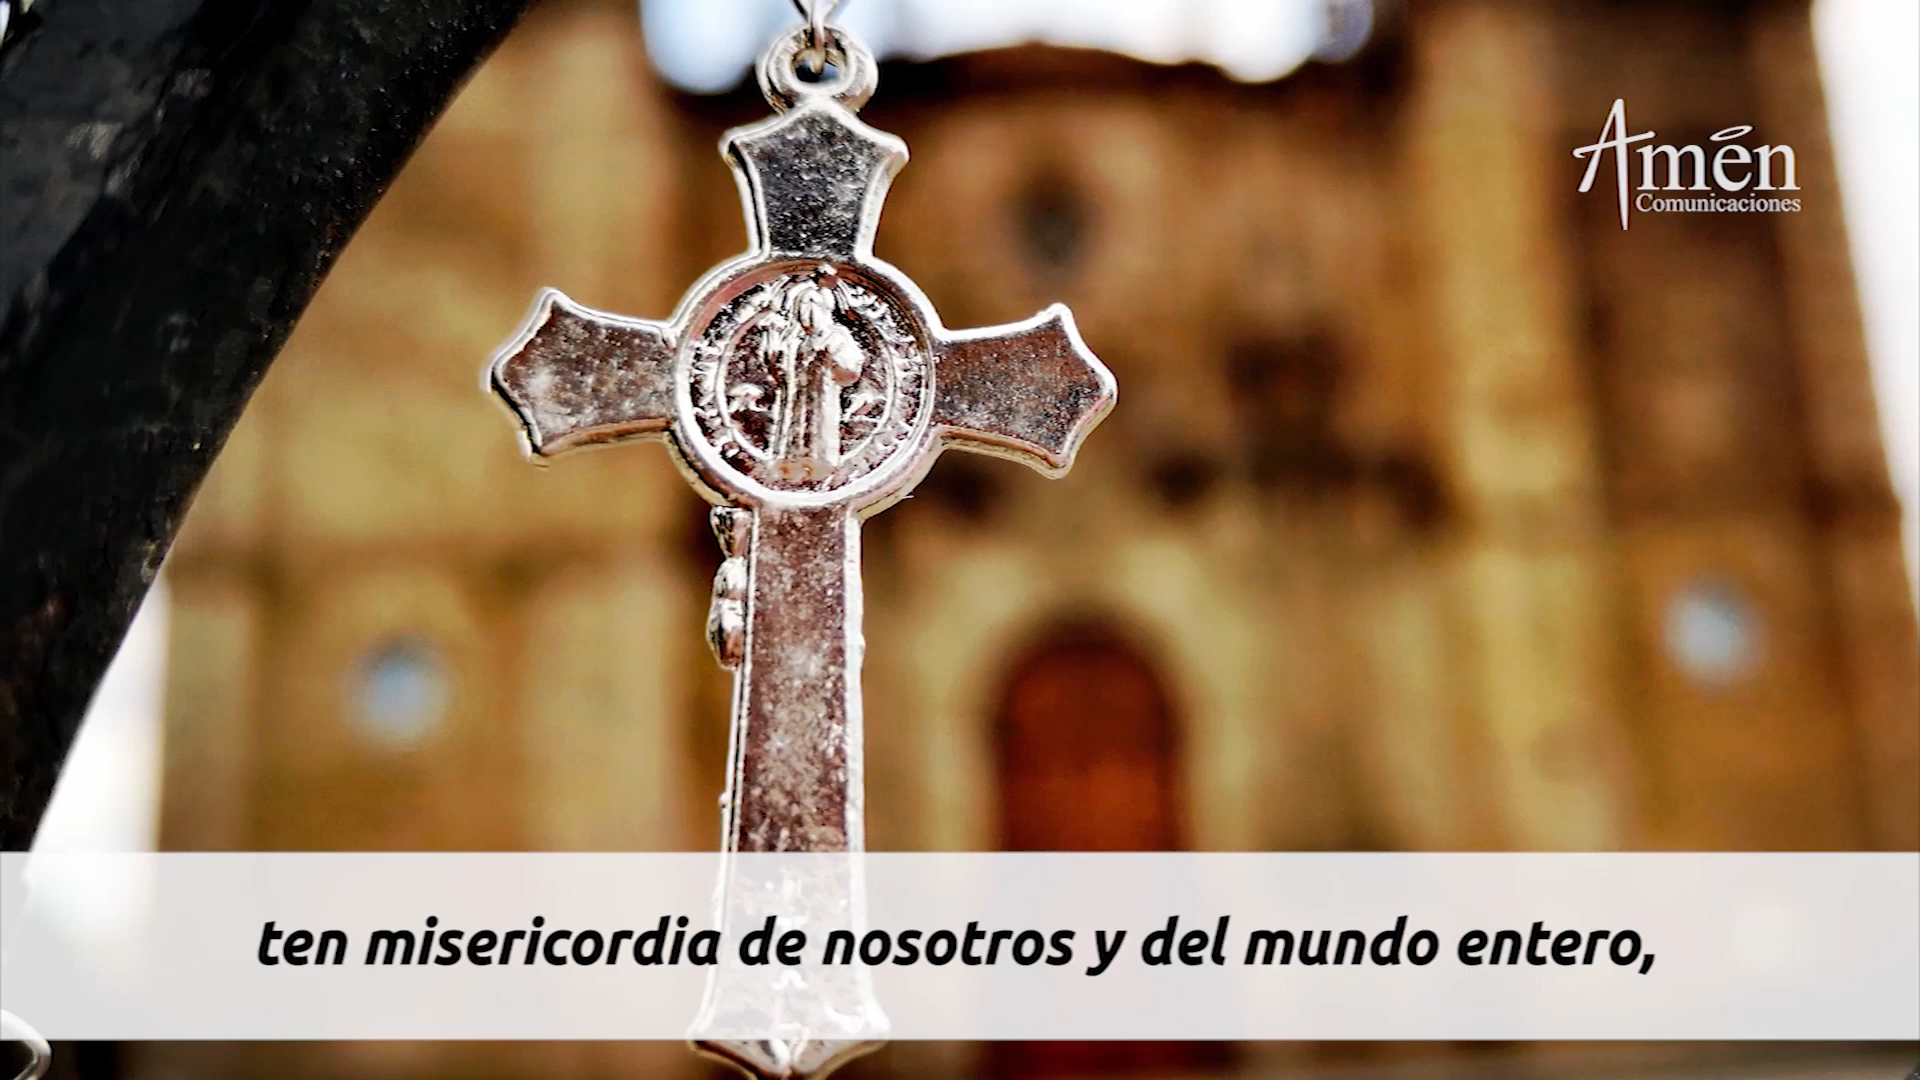 Amén
Comunicaciones
ten misericordia de nosotros y del mundo entero,